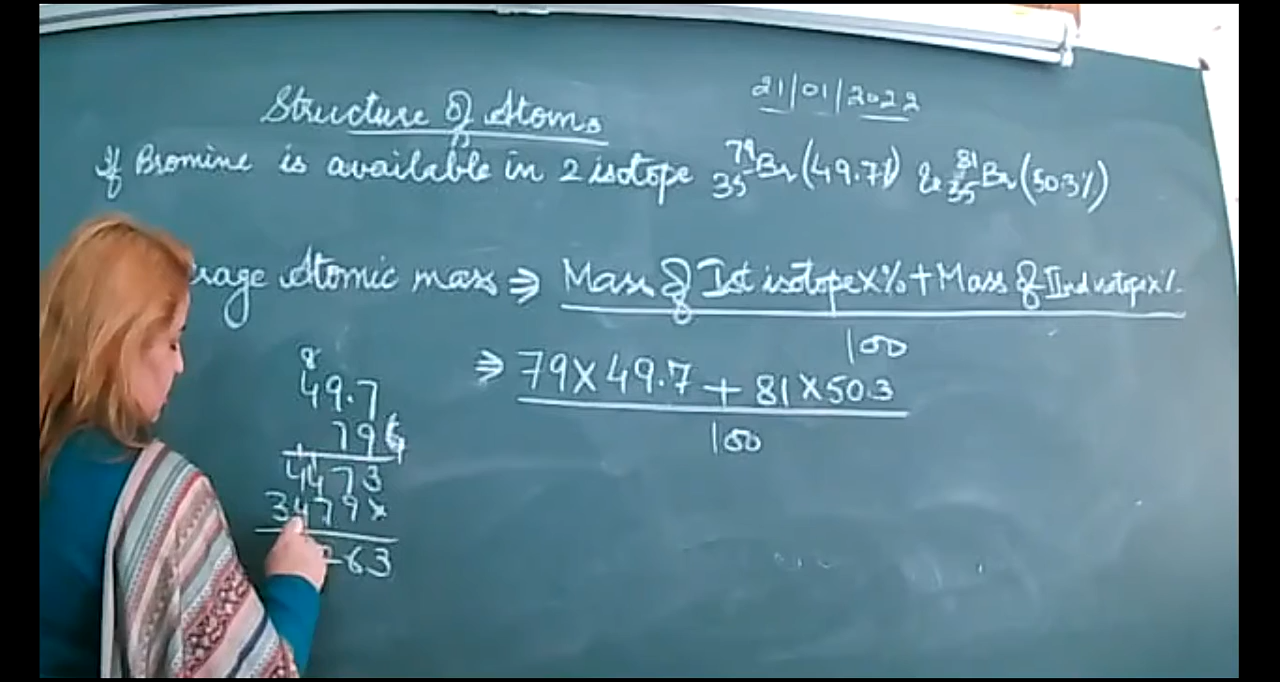 21/01/2022
Structure of Atoms
If Bromine is available in 2 isotope ⁷⁹₃₅Br (49.7%) & ⁸¹₃₅Br (50.3%)
rage Atomic mass ⇒ Mass of Ist isotope×% + Mass of IInd isotope×%
100
⇒ 79×49.7 + 81×50.3
100
8
49.7
79
4473
3479×
63